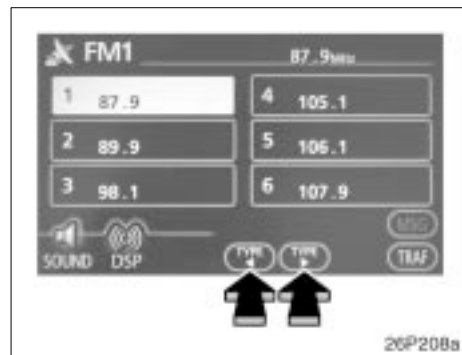 FM1 87.9MHz
1 87.9
2 89.9
3 98.1
4 105.1
5 106.1
6 107.9
MSG
SOUND DSP TYPE TYPE TRAF
26P208a